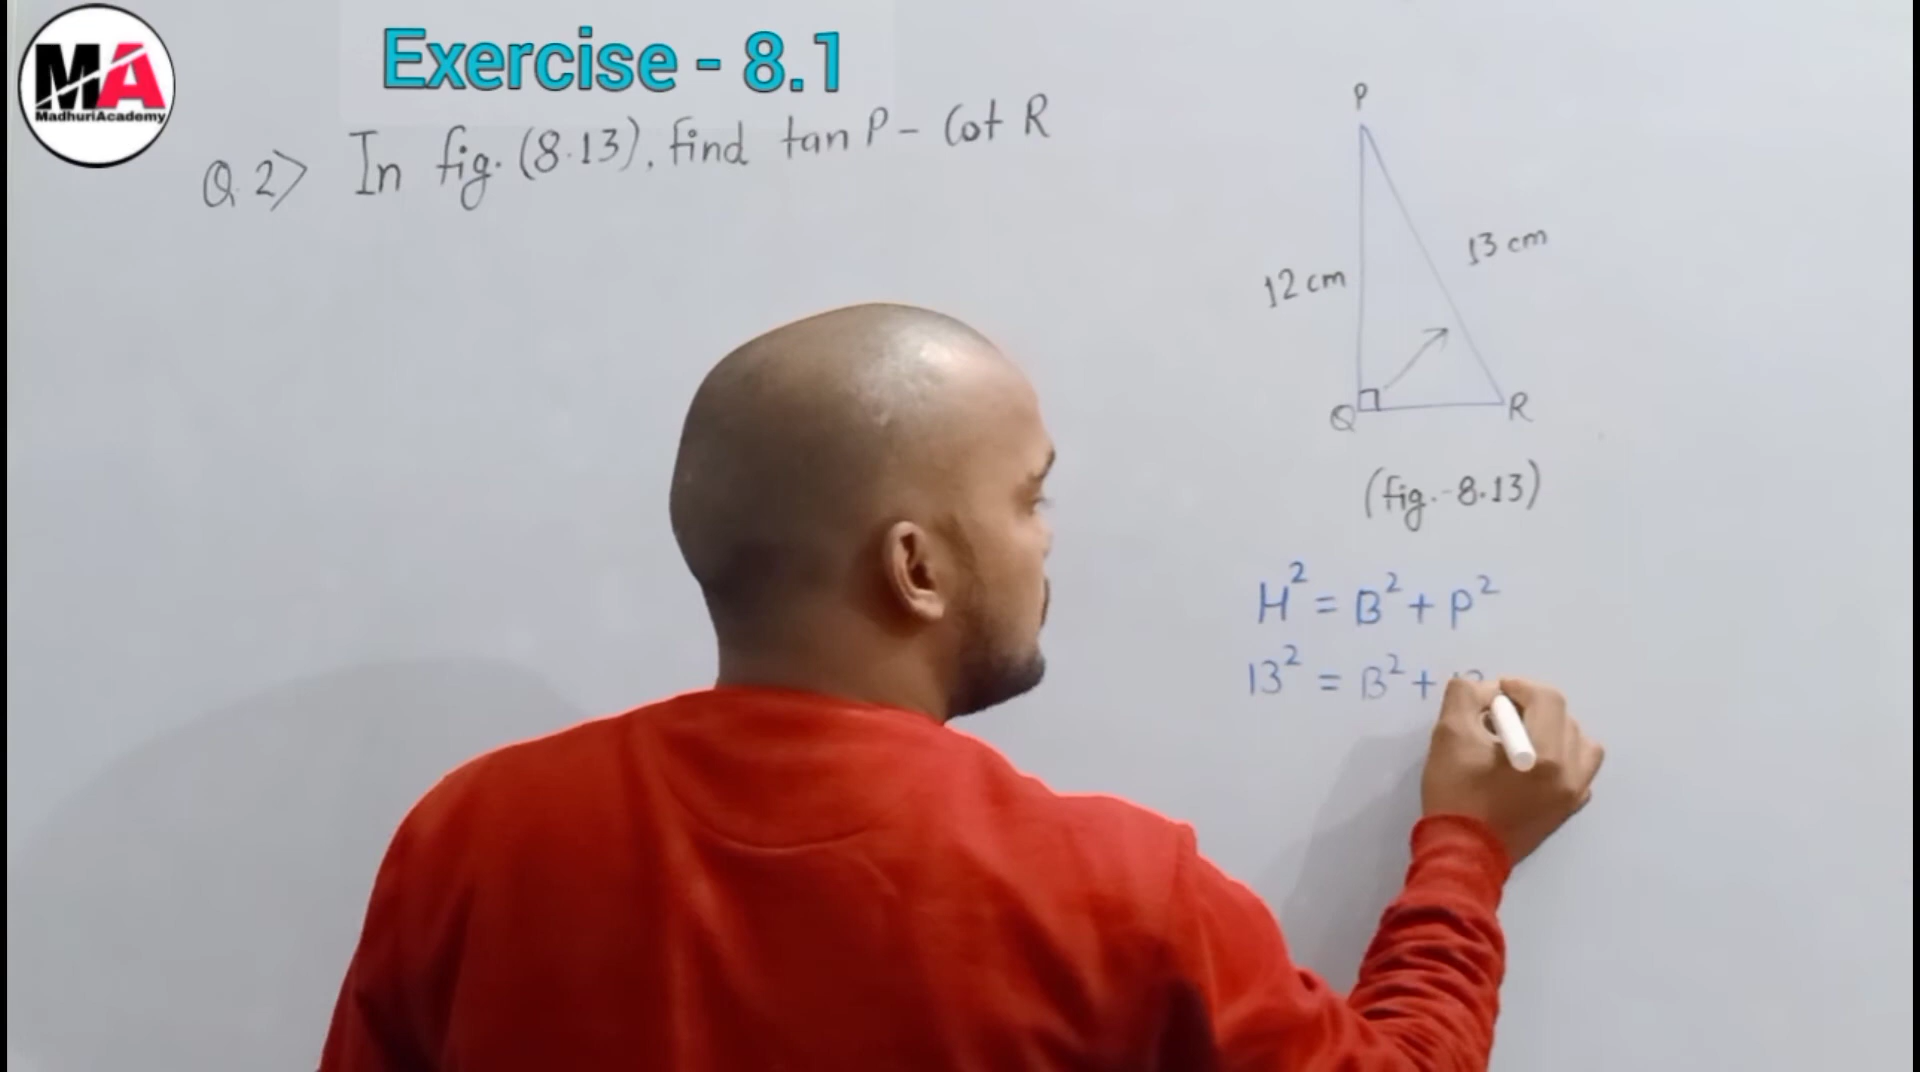 MA
MadhuriAcademy
Exercise - 8.1
Q.2> In fig. (8.13), find tan P - Cot R
P
13 cm
12 cm
Q
R
(fig.-8.13)
H² = B² + P²
13² = B² +